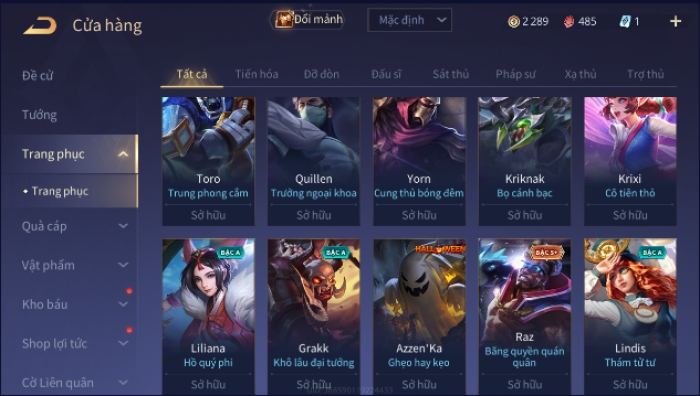 Cửa hàng
Đổi mảnh
Mặc định
2 289
485
1
+
Đề cử
Tướng
Trang phục
Trang phục
Quà cáp
Vật phẩm
Kho báu
Shop lợi tức
Cờ Liên quân
Tất cả Tiến hóa Đỡ đòn Đấu sĩ Sát thủ Pháp sư Xạ thủ Trợ thủ
Toro
Trung phong cắm
Sở hữu
Quillen
Trưởng ngoại khoa
Sở hữu
Yorn
Cung thủ bóng đêm
Sở hữu
Kriknak
Bọ cánh bạc
Sở hữu
Krixi
Cô tiên thỏ
Sở hữu
BẬC A
Liliana
Hồ quý phi
Sở hữu
BẬC A
Grakk
Khô lâu đại tướng
Sở hữu
HALLOWEEN
Azzen'Ka
Ghẹo hay kẹo
Sở hữu
BẬC S+
Raz
Băng quyền quán
quân
Sở hữu
BẬC A
Lindis
Thám tử tư
Sở hữu